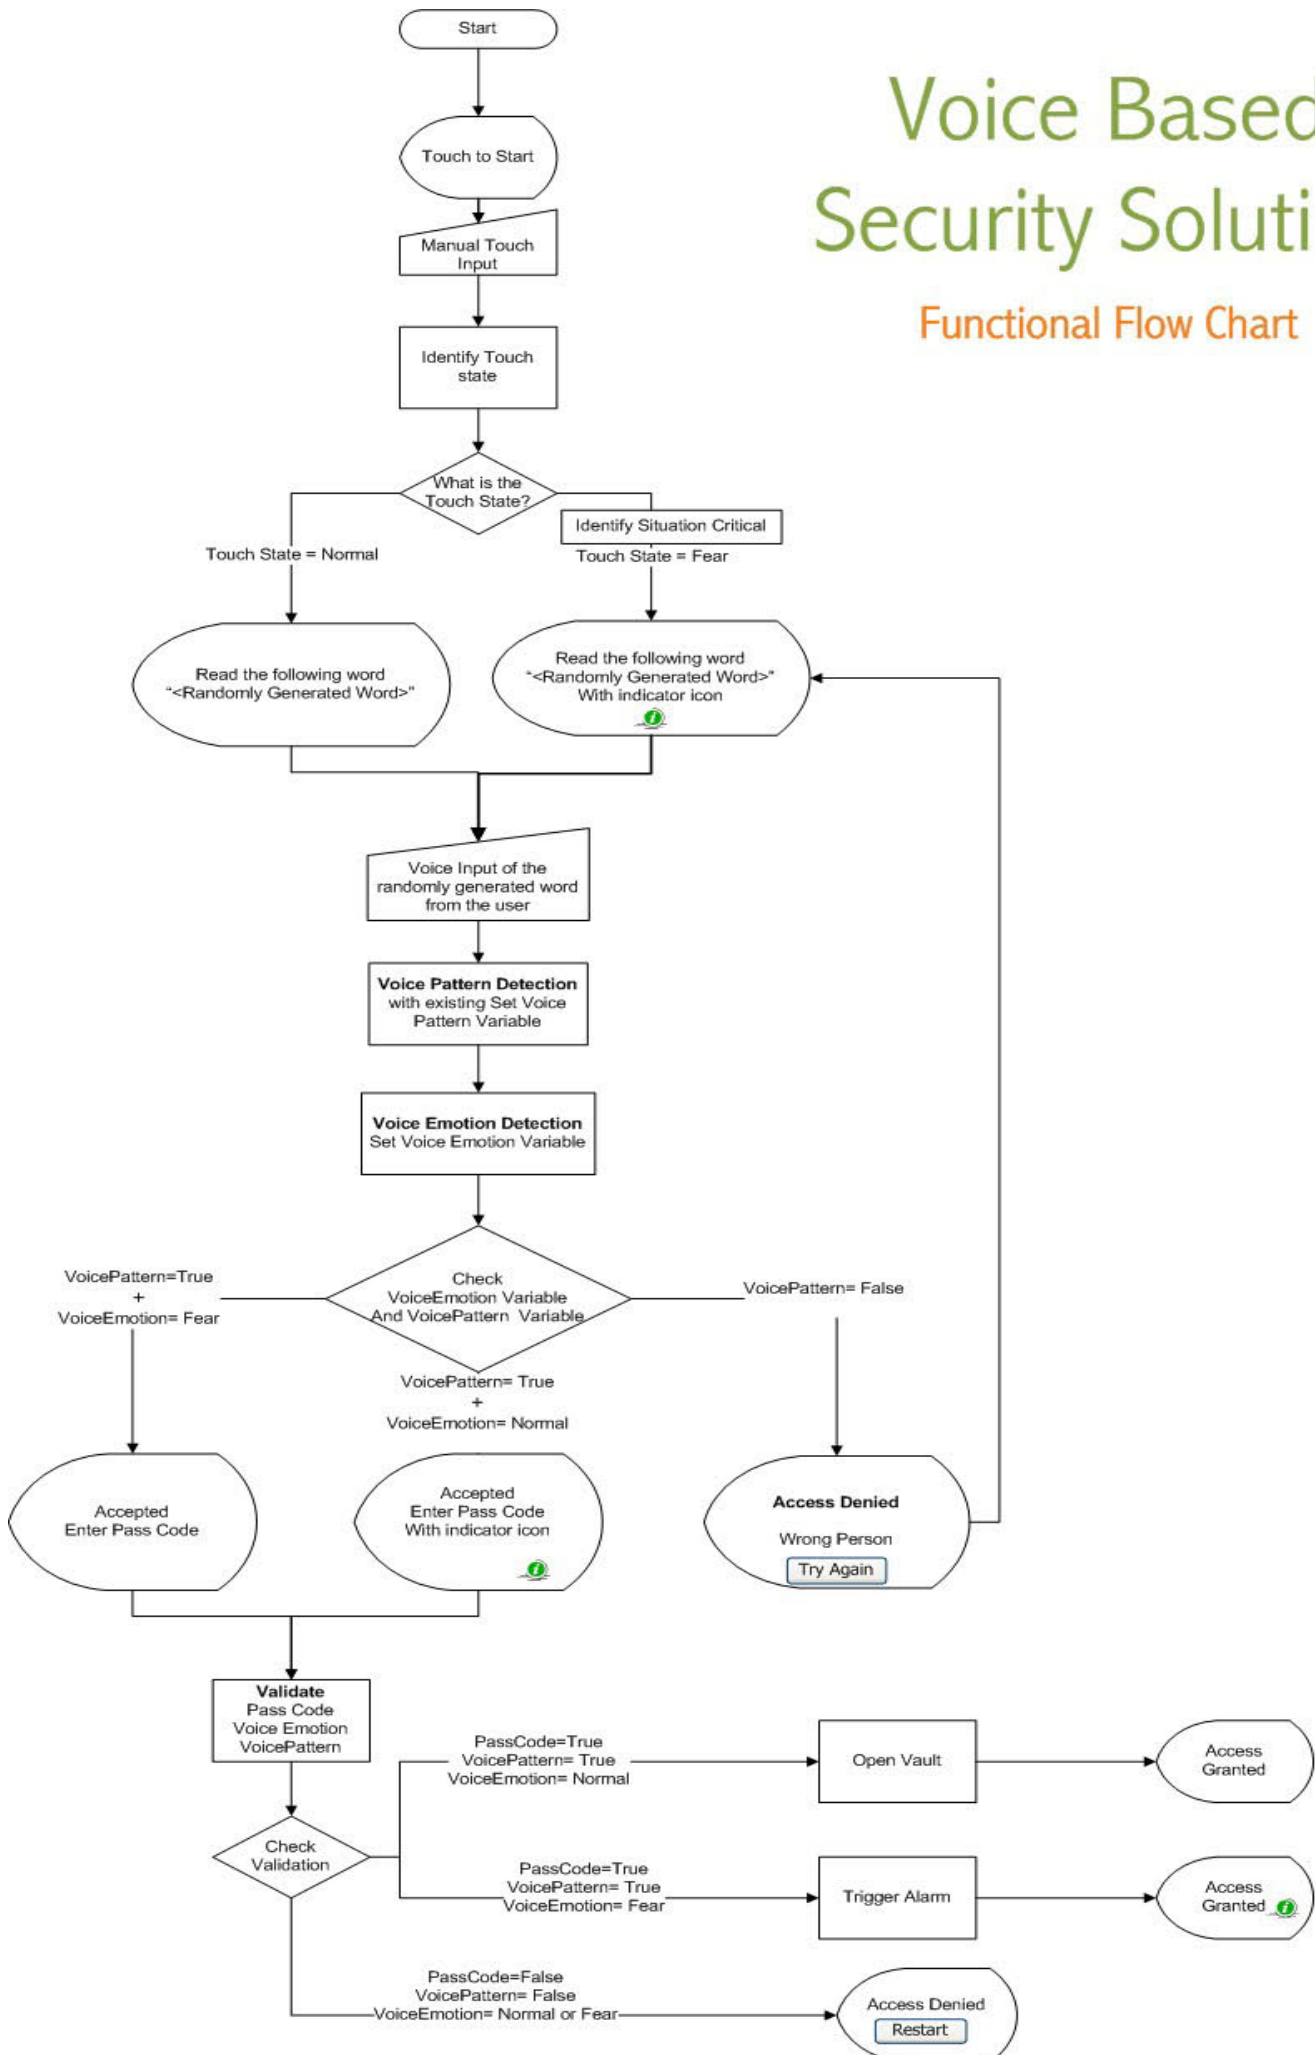 Start
Voice Based
Security Soluti
Functional Flow Chart
Touch to Start
Manual Touch
Input
Identify Touch
state
What is the
Touch State?
Identify Situation Critical
Touch State = Normal
Touch State = Fear
Read the following word
“<Randomly Generated Word>”
Read the following word
“<Randomly Generated Word>”
With indicator icon
Voice Input of the
randomly generated word
from the user
Voice Pattern Detection
with existing Set Voice
Pattern Variable
Voice Emotion Detection
Set Voice Emotion Variable
Check
VoiceEmotion Variable
And VoicePattern Variable
VoicePattern=True
+
VoiceEmotion= Fear
VoicePattern= False
VoicePattern= True
+
VoiceEmotion= Normal
Accepted
Enter Pass Code
Accepted
Enter Pass Code
With indicator icon
Access Denied
Wrong Person
Try Again
Validate
Pass Code
Voice Emotion
VoicePattern
Check
Validation
PassCode=True
VoicePattern= True
VoiceEmotion= Normal
Open Vault
Access
Granted
PassCode=True
VoicePattern= True
VoiceEmotion= Fear
Trigger Alarm
Access
Granted
PassCode=False
VoicePattern= False
VoiceEmotion= Normal or Fear
Access Denied
Restart